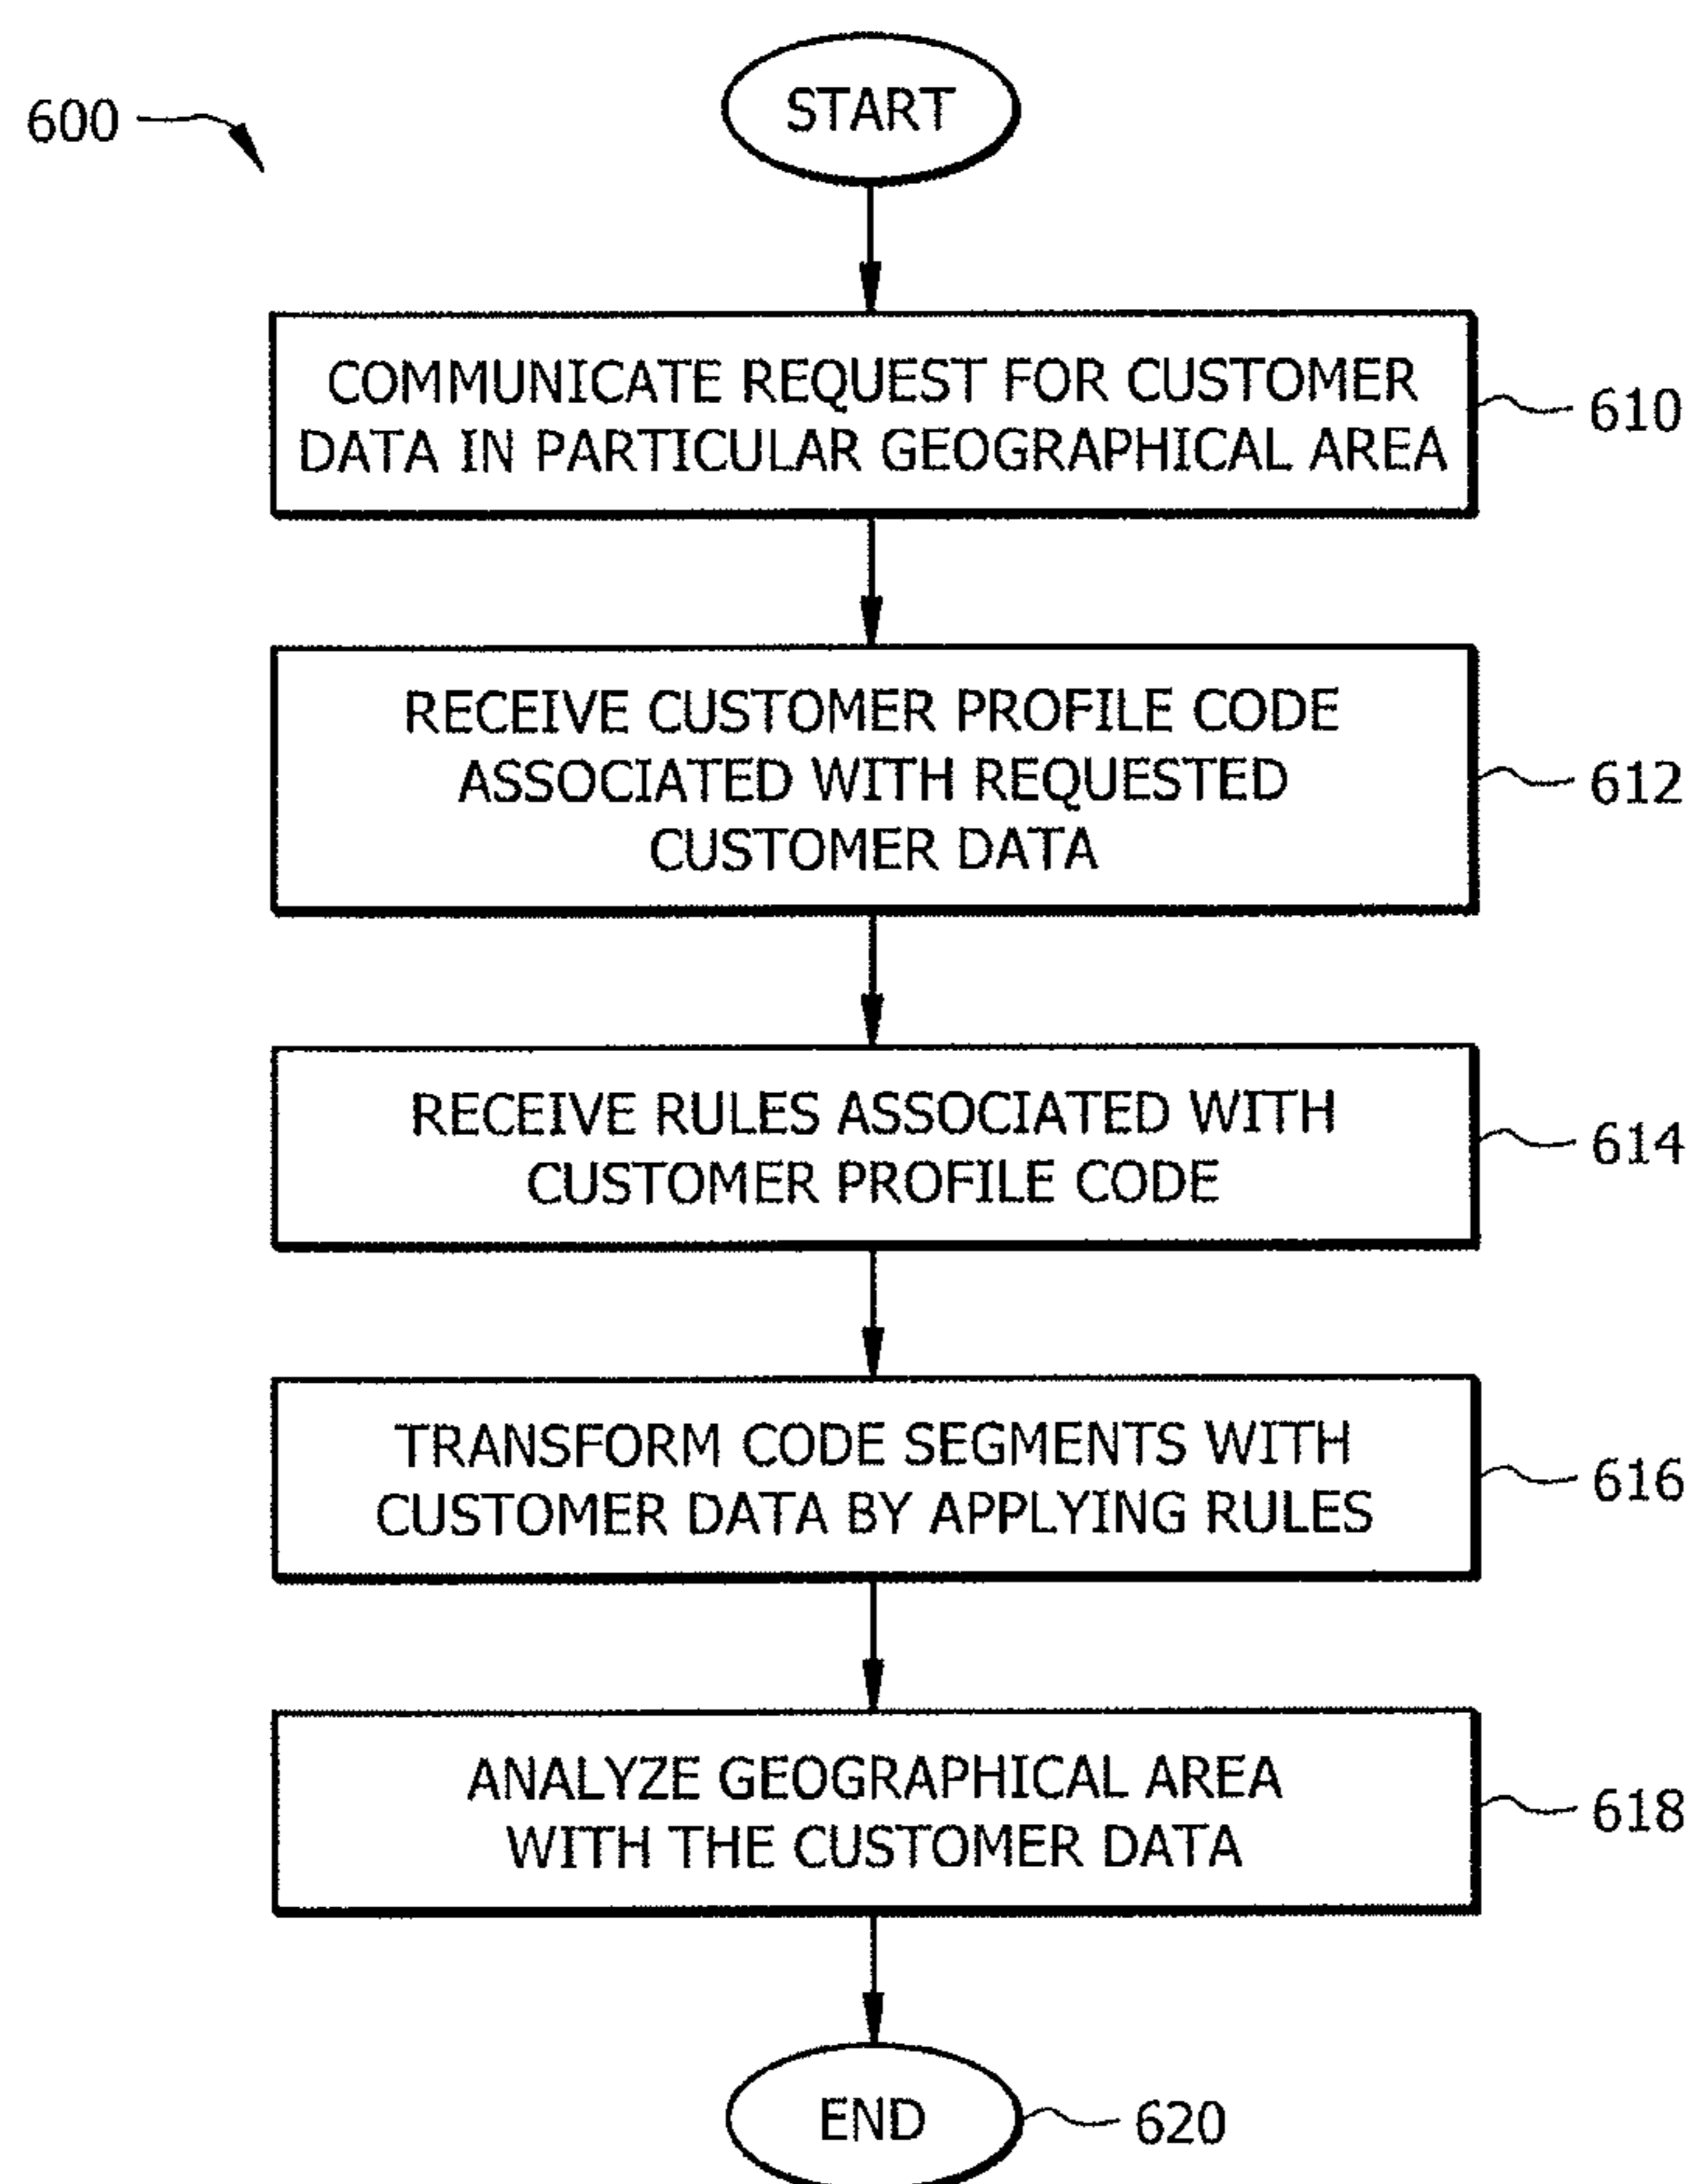 600
START
COMMUNICATE REQUEST FOR CUSTOMER
DATA IN PARTICULAR GEOGRAPHICAL AREA
610
RECEIVE CUSTOMER PROFILE CODE
ASSOCIATED WITH REQUESTED
CUSTOMER DATA
612
RECEIVE RULES ASSOCIATED WITH
CUSTOMER PROFILE CODE
614
TRANSFORM CODE SEGMENTS WITH
CUSTOMER DATA BY APPLYING RULES
616
ANALYZE GEOGRAPHICAL AREA
WITH THE CUSTOMER DATA
618
END
620